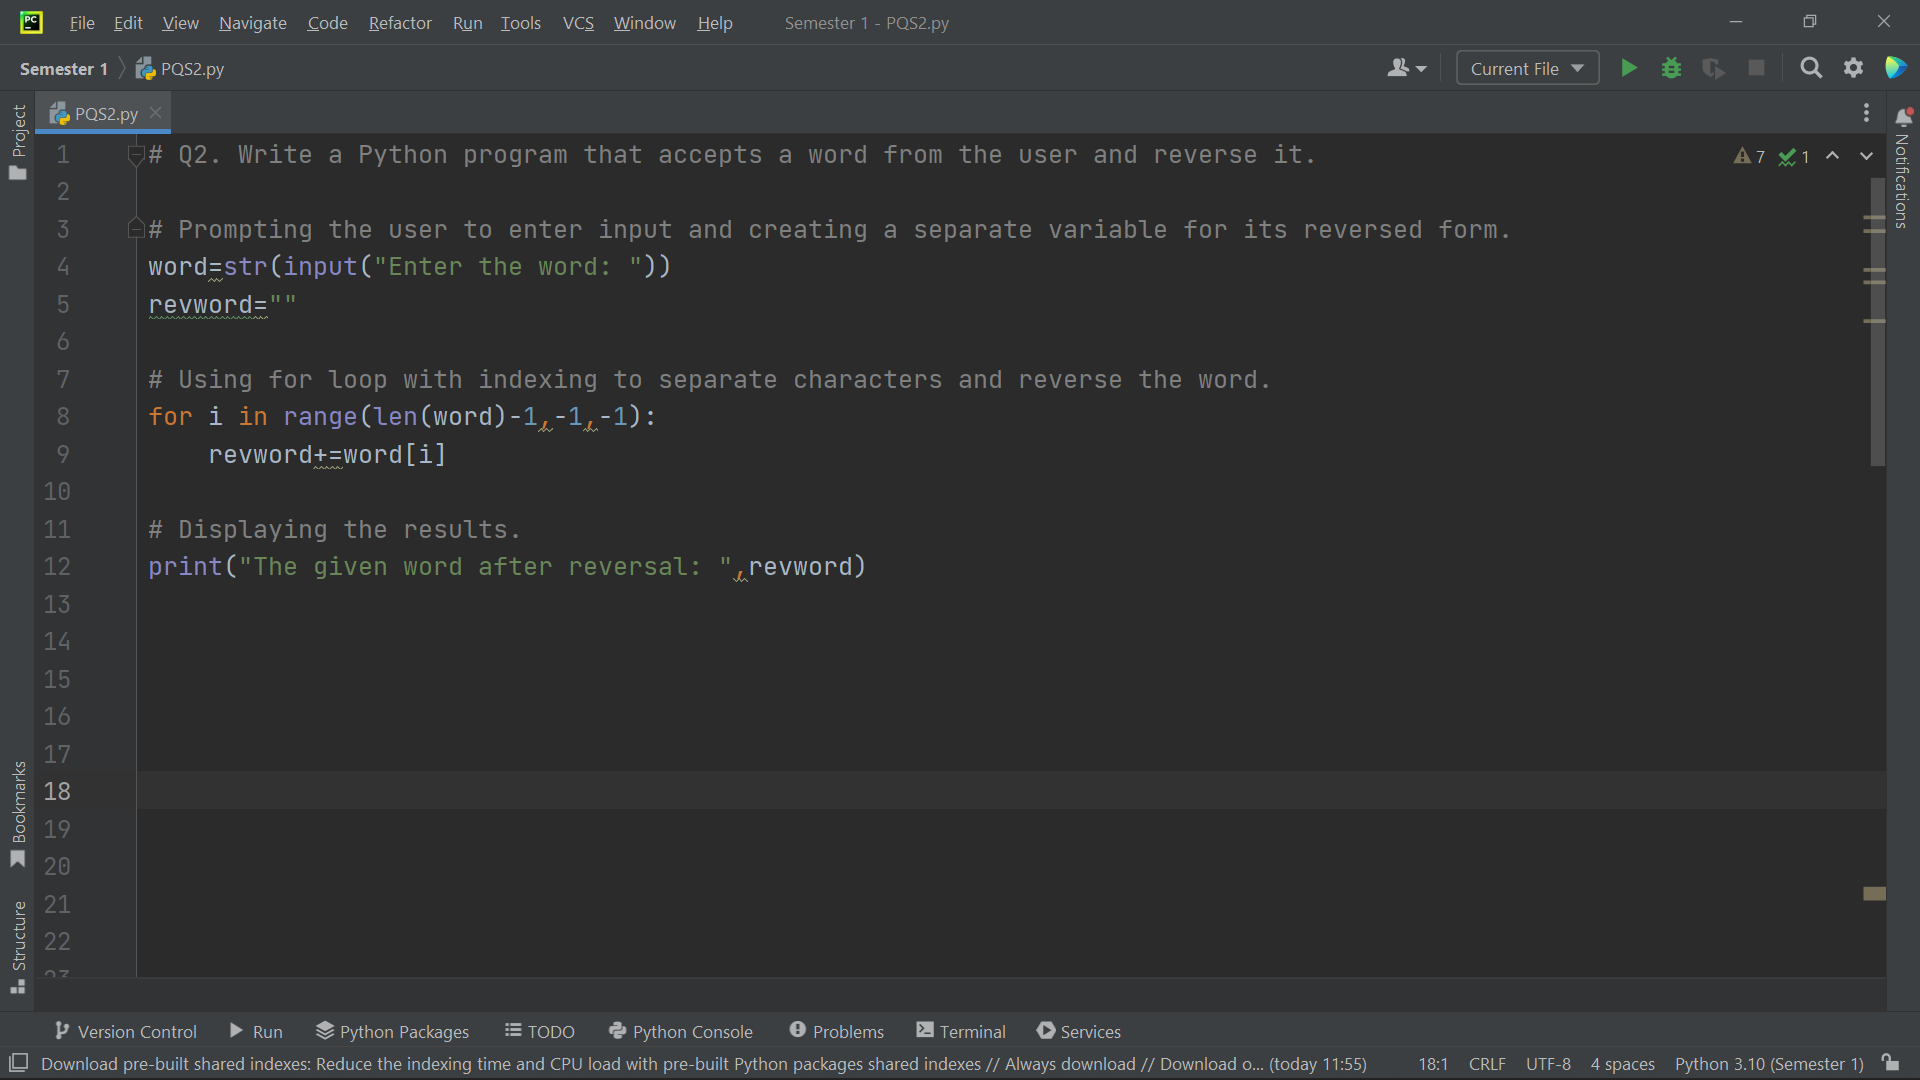 PC File Edit View Navigate Code Refactor Run Tools VCS Window Help Semester 1 - PQS2.py
Semester 1 PQS2.py Current File
Project
PQS2.py
Notifications
7 1
1 # Q2. Write a Python program that accepts a word from the user and reverse it.
2
3 # Prompting the user to enter input and creating a separate variable for its reversed form.
4 word=str(input("Enter the word: "))
5 revword=""
6
7 # Using for loop with indexing to separate characters and reverse the word.
8 for i in range(len(word)-1,-1,-1):
9     revword+=word[i]
10
11 # Displaying the results.
12 print("The given word after reversal: ",revword)
13
14
15
16
17
18
19
20
21
22
23
Bookmarks
Structure
Version Control Run Python Packages TODO Python Console Problems Terminal Services
Download pre-built shared indexes: Reduce the indexing time and CPU load with pre-built Python packages shared indexes // Always download // Download o... (today 11:55) 18:1 CRLF UTF-8 4 spaces Python 3.10 (Semester 1)